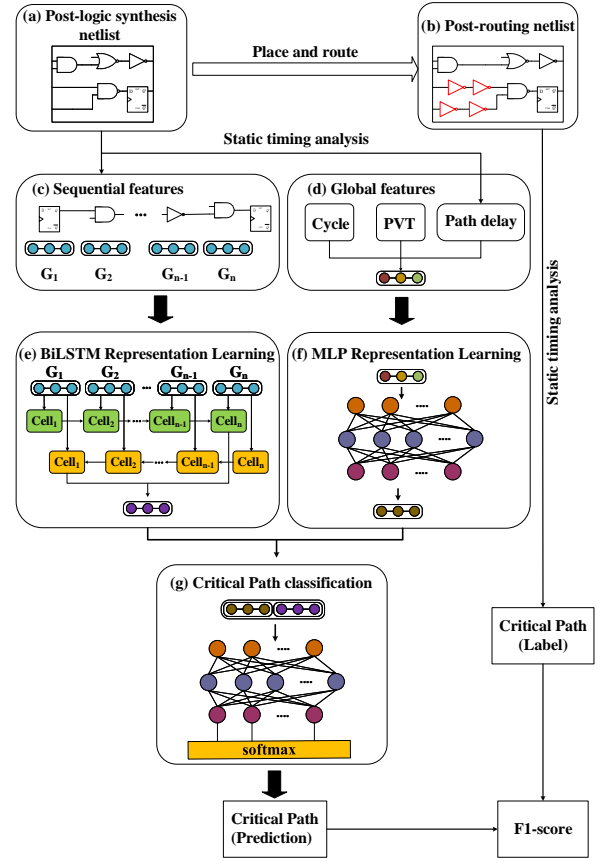 (a) Post-logic synthesis
netlist
Place and route
(b) Post-routing netlist
Static timing analysis
(c) Sequential features
...
G1 G2 Gn-1 Gn
(d) Global features
Cycle PVT Path delay
Static timing analysis
(e) BiLSTM Representation Learning
G1 G2 ... Gn-1 Gn
Cell1 Cell2 ... Celln-1 Celln
Cell1 Cell2 ... Celln-1 Celln
(f) MLP Representation Learning
....
....
....
(g) Critical Path classification
....
....
....
softmax
Critical Path
(Label)
Critical Path
(Prediction)
F1-score